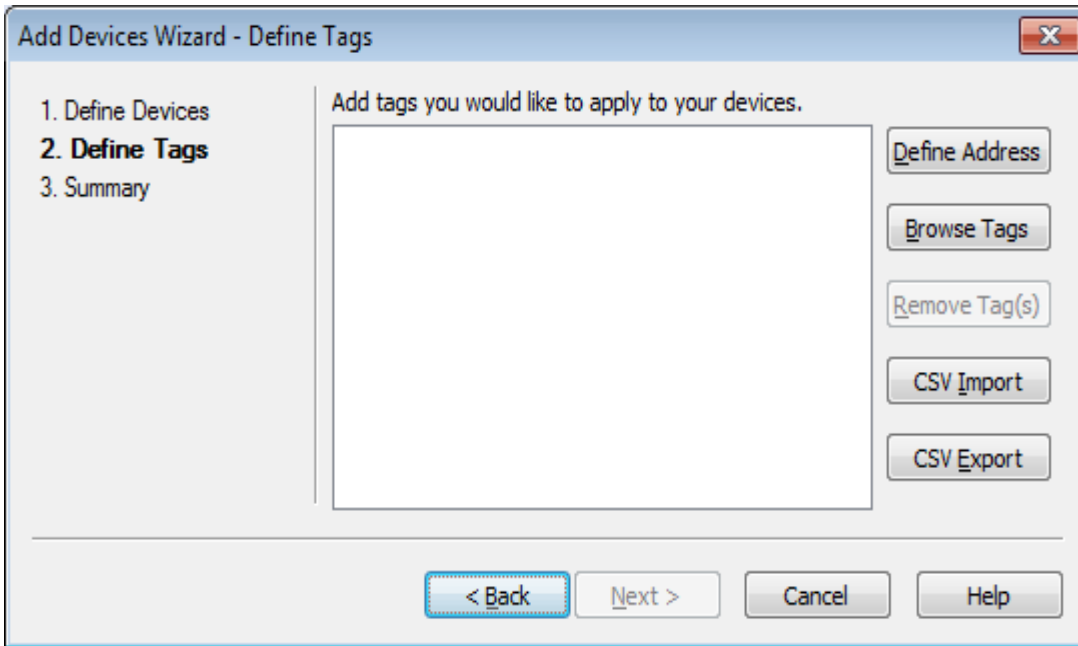 Add Devices Wizard - Define Tags
1. Define Devices
2. Define Tags
3. Summary
Add tags you would like to apply to your devices.
Define Address
Browse Tags
Remove Tag(s)
CSV Import
CSV Export
< Back
Next >
Cancel
Help